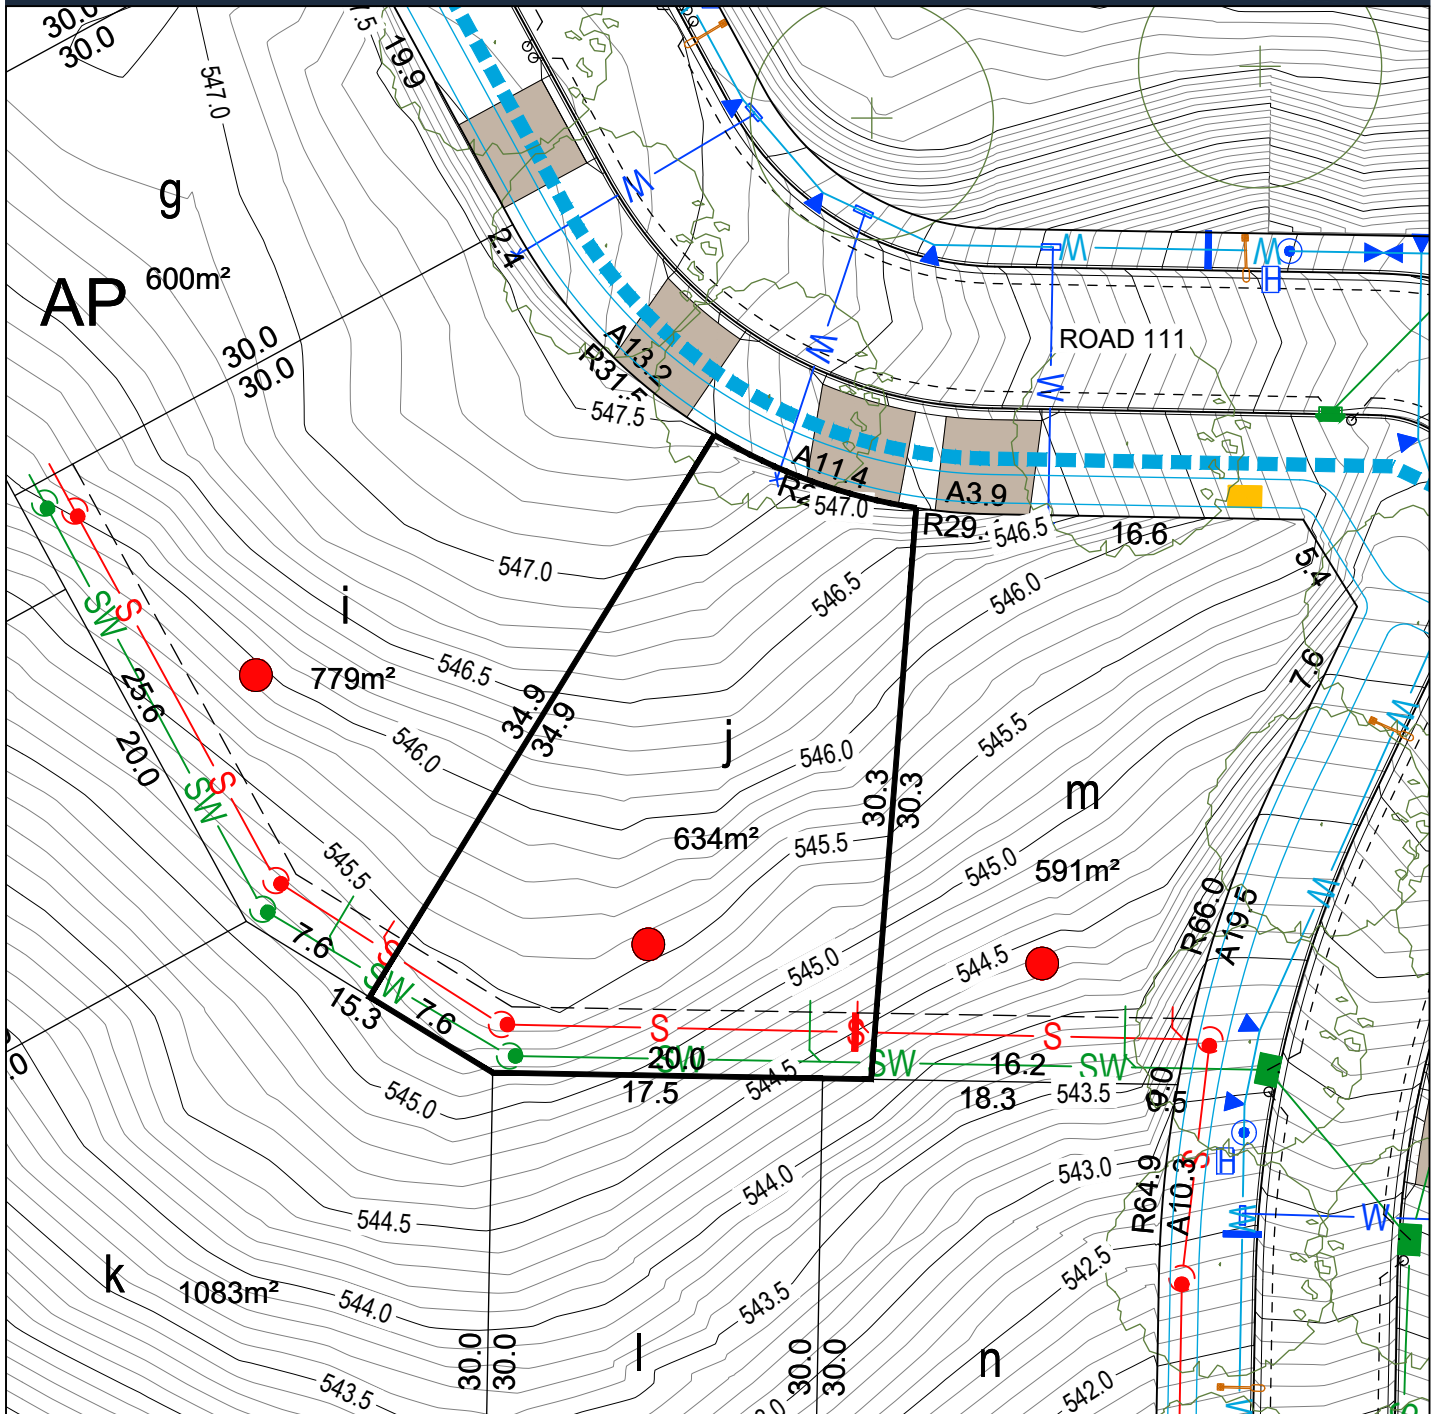 30.0
30.0
7.5
19.9
547.0
g
600m²
AP
2.4
W
30.0
30.0
A13.2
R31.5
547.5
W
W
W
H
ROAD 111
W
A11.4
547.0
A3.9
R29.
546.5
16.6
5.4
547.0
546.5
546.0
i
779m²
546.5
SW
S
25.6
20.0
SW
S
34.9
34.9
546.0
j
546.0
545.5
7.6
W
30.3
30.3
m
634m²
545.5
545.0
591m²
545.5
R66.0
A19.5
W
7.6
S
SW
7.6
15.3
545.0
544.5
S
S
S
20.0
SW
SW
16.2
SW
17.5
544.5
18.3
543.5
9.0
545.0
544.0
543.0
S
H
R64.9
A10.3
W
W
544.5
k
1083m²
544.0
543.5
542.5
30.0
30.0
l
30.0
30.0
n
543.5
542.0
W